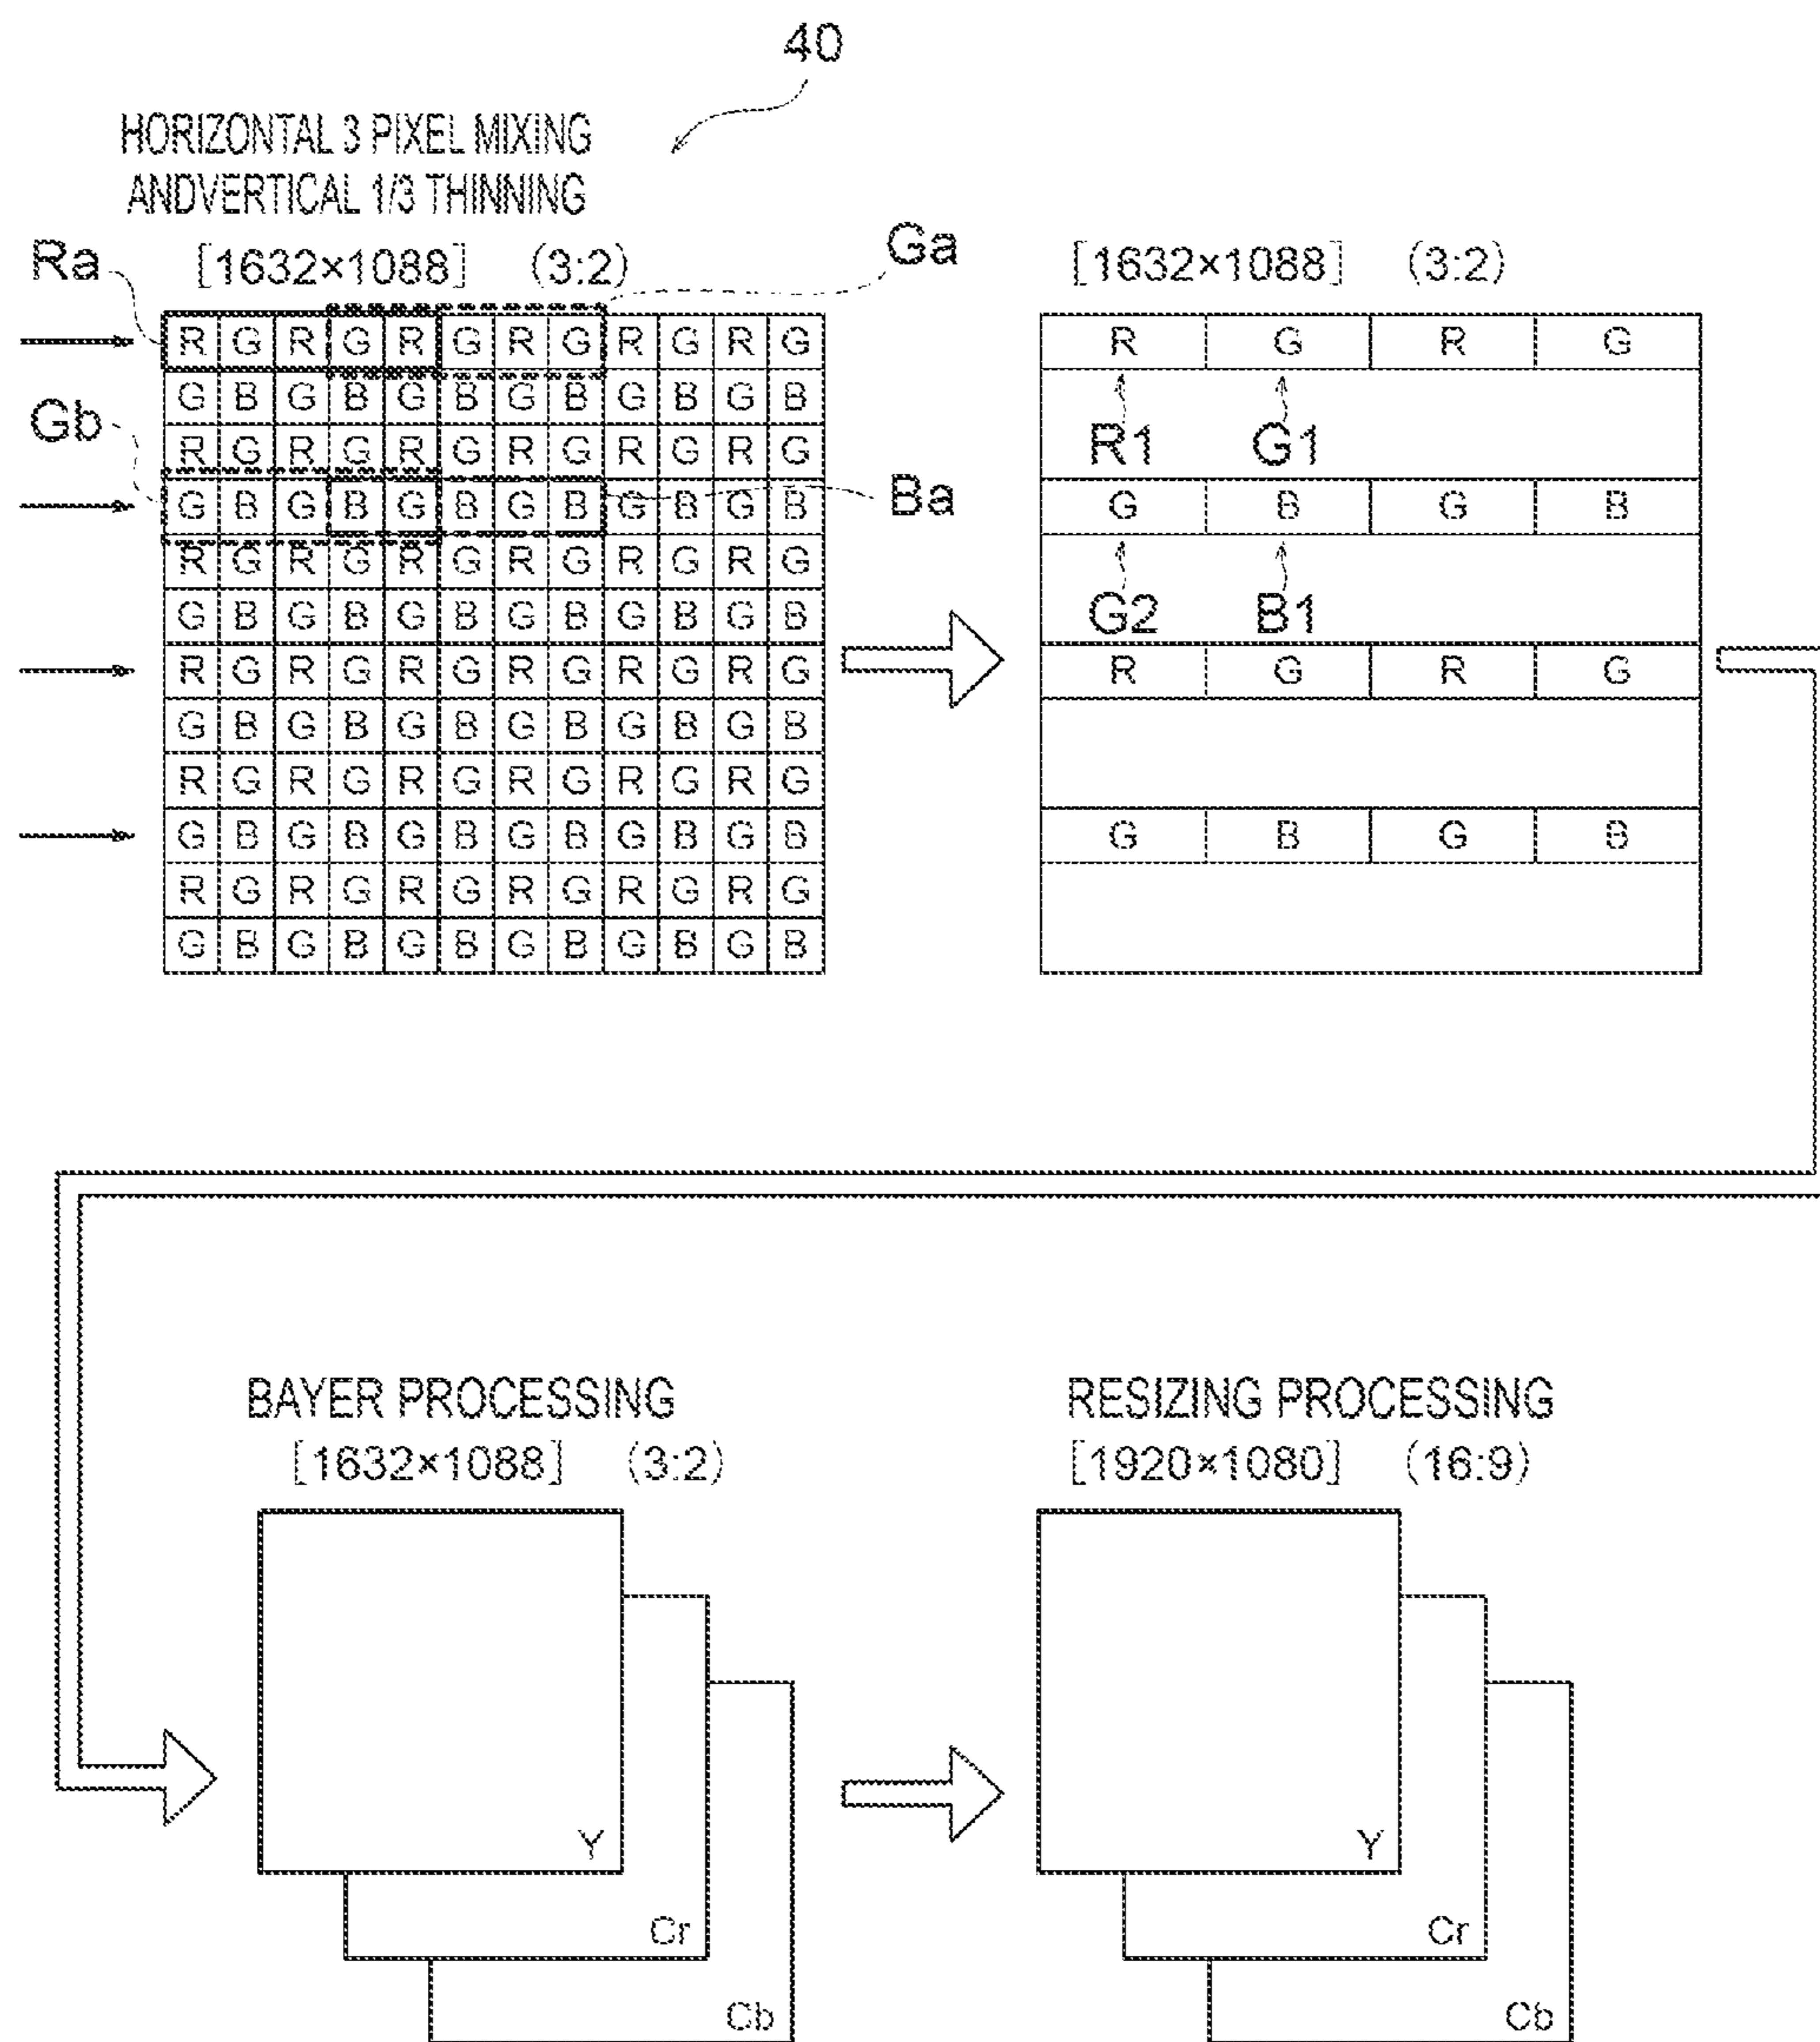 40
HORIZONTAL 3 PIXEL MIXING
ANDVERTICAL 1/3 THINNING
Ra [1632×1088] (3:2) Ga [1632×1088] (3:2)
R G R G R G R G R G R G R G R G
G B G B G B G B G B G B
Gb R G R G R G R G R G R G R1 G1
G B G B G B G B G B G B Ba G B G B
R G R G R G R G R G R G
G B G B G B G B G B G B G2 B1
R G R G R G R G R G R G R G R G
G B G B G B G B G B G B
R G R G R G R G R G R G
G B G B G B G B G B G B G B G B
R G R G R G R G R G R G
G B G B G B G B G B G B
BAYER PROCESSING RESIZING PROCESSING
[1632×1088] (3:2) [1920×1080] (16:9)
Y Y
Cr Cr
Cb Cb